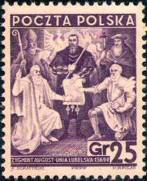 POCZTA POLSKA
Gr 25
ZYGMUNT AUGUST-UNIA LUBELSKA-1569 R